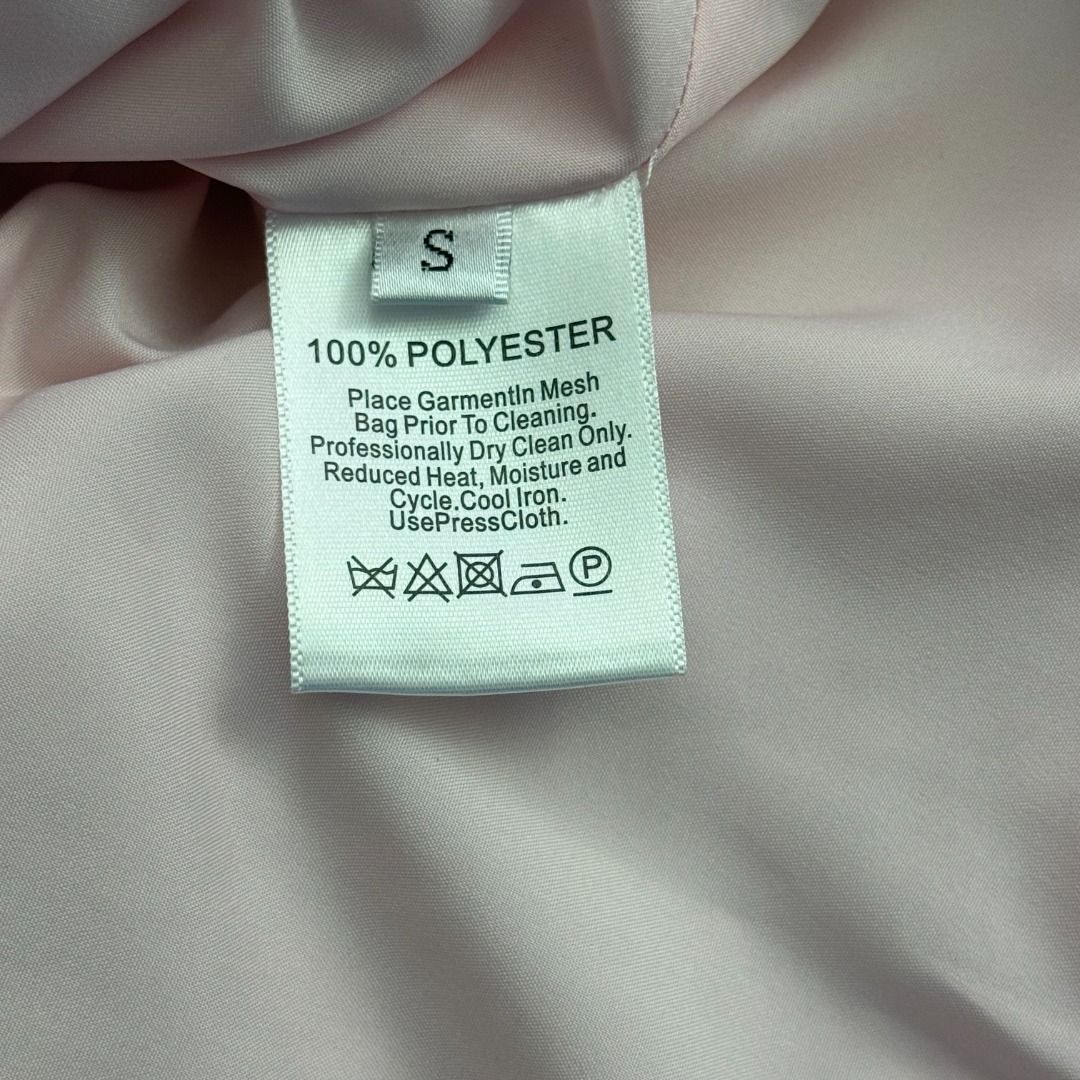 S
100% POLYESTER
Place GarmentIn Mesh
Bag Prior To Cleaning.
Professionally Dry Clean Only.
Reduced Heat, Moisture and
Cycle.Cool Iron.
UsePressCloth.
P